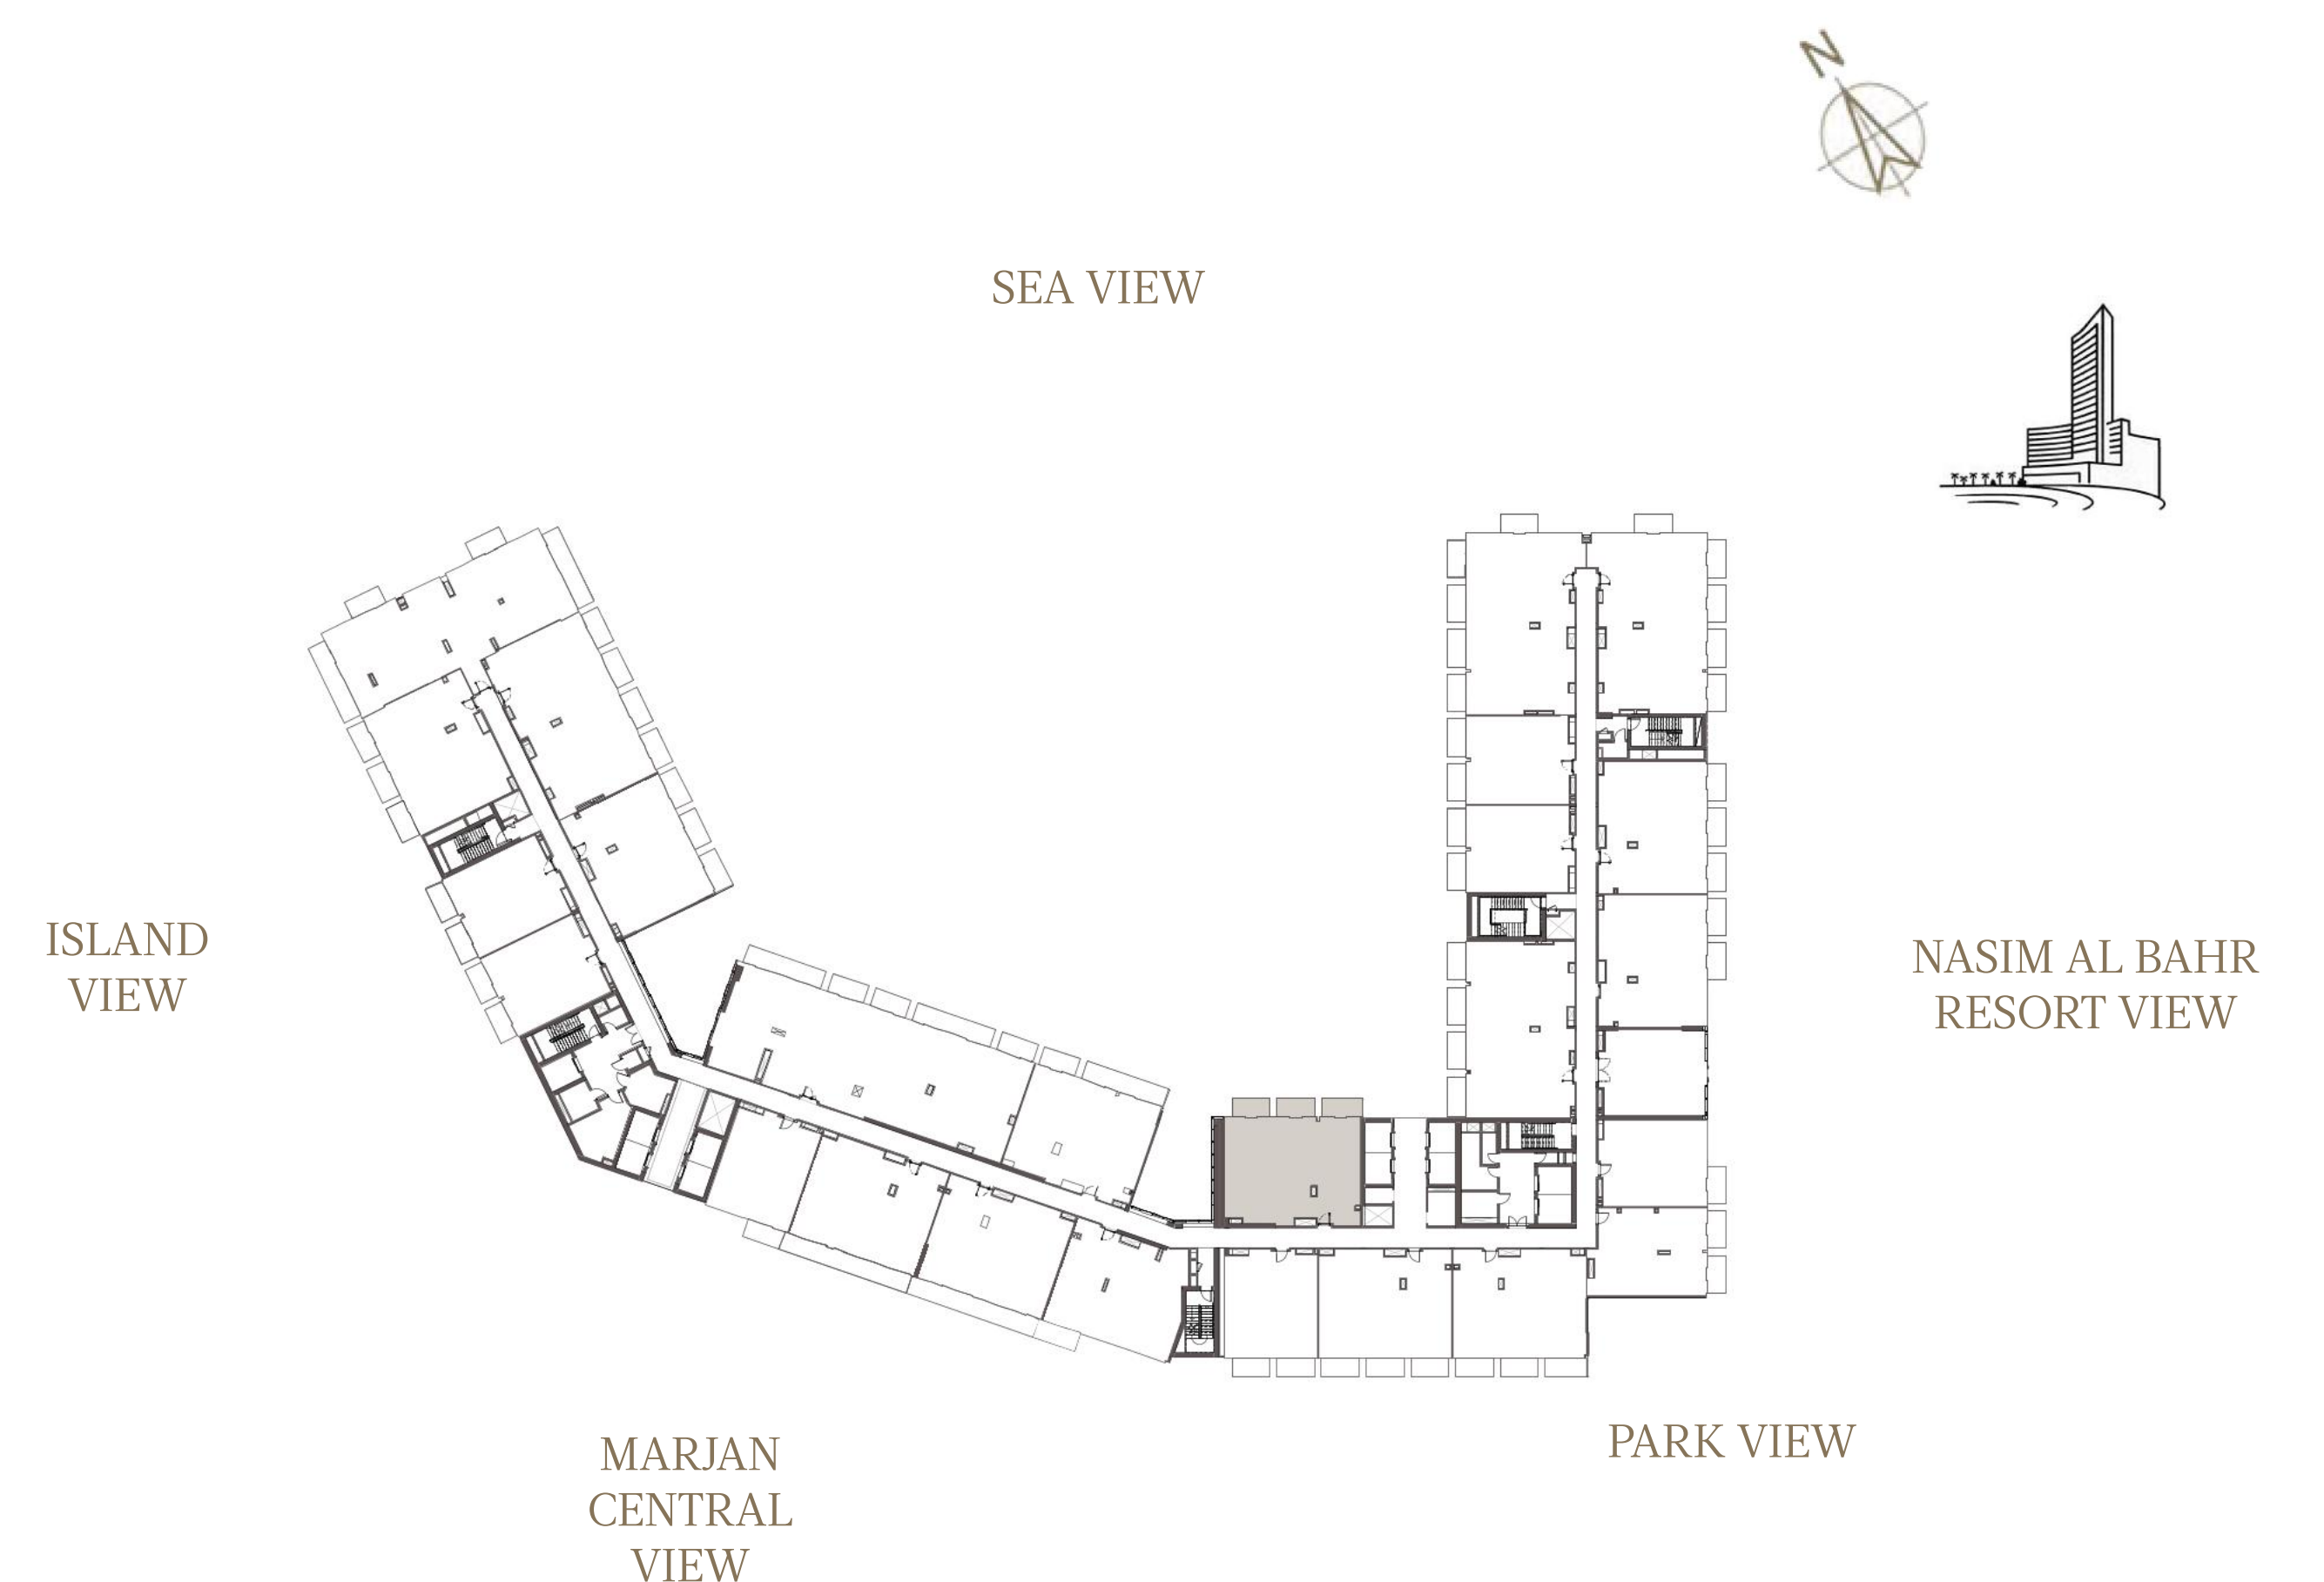 N
SEA VIEW
ISLAND
VIEW
NASIM AL BAHR
RESORT VIEW
MARJAN
CENTRAL
VIEW
PARK VIEW